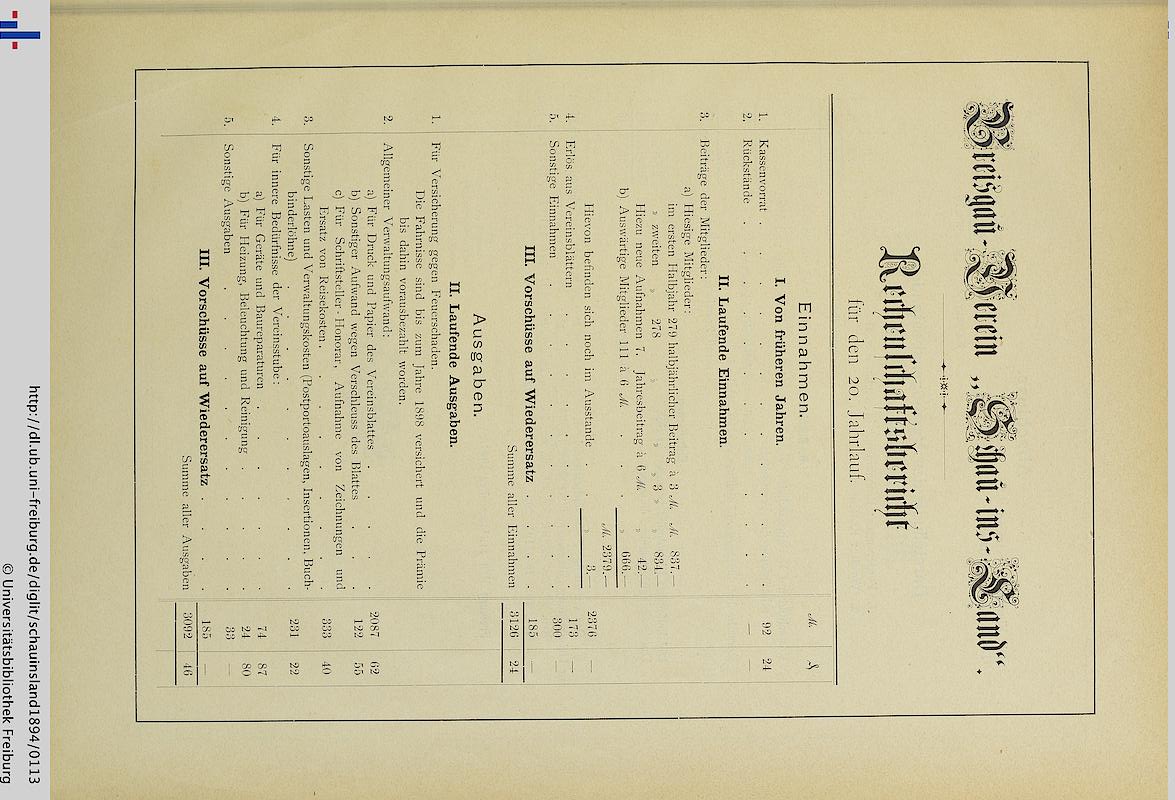 Breisgau-Verein „Schau-ins-Land“.
Rechenschaftsbericht
für den 20. Jahrlauf.
M. ₰
Einnahmen.
I. Von früheren Jahren.
1. Kassenvorrat . . . . . 92 24
2. Rückstände . . . . . — —
II. Laufende Einnahmen.
3. Beiträge der Mitglieder:
a) Hiesige Mitglieder:
im ersten Halbjahr 279 halbjährlicher Beitrag à 3 M. M. 837.—
„ zweiten „ 278 „ „ 3 „ „ 834.—
Hiezu neue Aufnahmen 7, Jahresbeitrag à 6 M. „ 42.—
b) Auswärtige Mitglieder 111 à 6 M. . . „ 666.—
M. 2379.—
Hievon befinden sich noch im Ausstande . . „ 3.— 2376 —
4. Erlös aus Vereinsblättern . . . . 173 —
5. Sonstige Einnahmen . . . . 300 —
III. Vorschüsse auf Wiederersatz . . . 185 —
Summe aller Einnahmen 3126 24
Ausgaben.
II. Laufende Ausgaben.
1. Für Versicherung gegen Feuerschaden.
Die Fahrnisse sind bis zum Jahre 1898 versichert und die Prämie
bis dahin vorausbezahlt worden.
2. Allgemeiner Verwaltungsaufwand:
a) Für Druck und Papier des Vereinsblattes . . . 2087 62
b) Sonstiger Aufwand wegen Verschleuss des Blattes . . 122 55
c) Für Schriftsteller-Honorar, Aufnahme von Zeichnungen und
Ersatz von Reisekosten . . . . 333 40
3. Sonstige Lasten und Verwaltungskosten (Postportoauslagen, Insertionen, Buch-
binderlöhne) . . . . . 231 22
4. Für innere Bedürfnisse der Vereinsstube:
a) Für Geräte und Baureparaturen . . . . 74 87
b) Für Heizung, Beleuchtung und Reinigung . . . 24 80
5. Sonstige Ausgaben . . . . . 33 —
III. Vorschüsse auf Wiederersatz . . . 185 —
Summe aller Ausgaben 3092 46
http://dl.ub.uni-freiburg.de/diglit/schauinsland1894/0113
© Universitätsbibliothek Freiburg